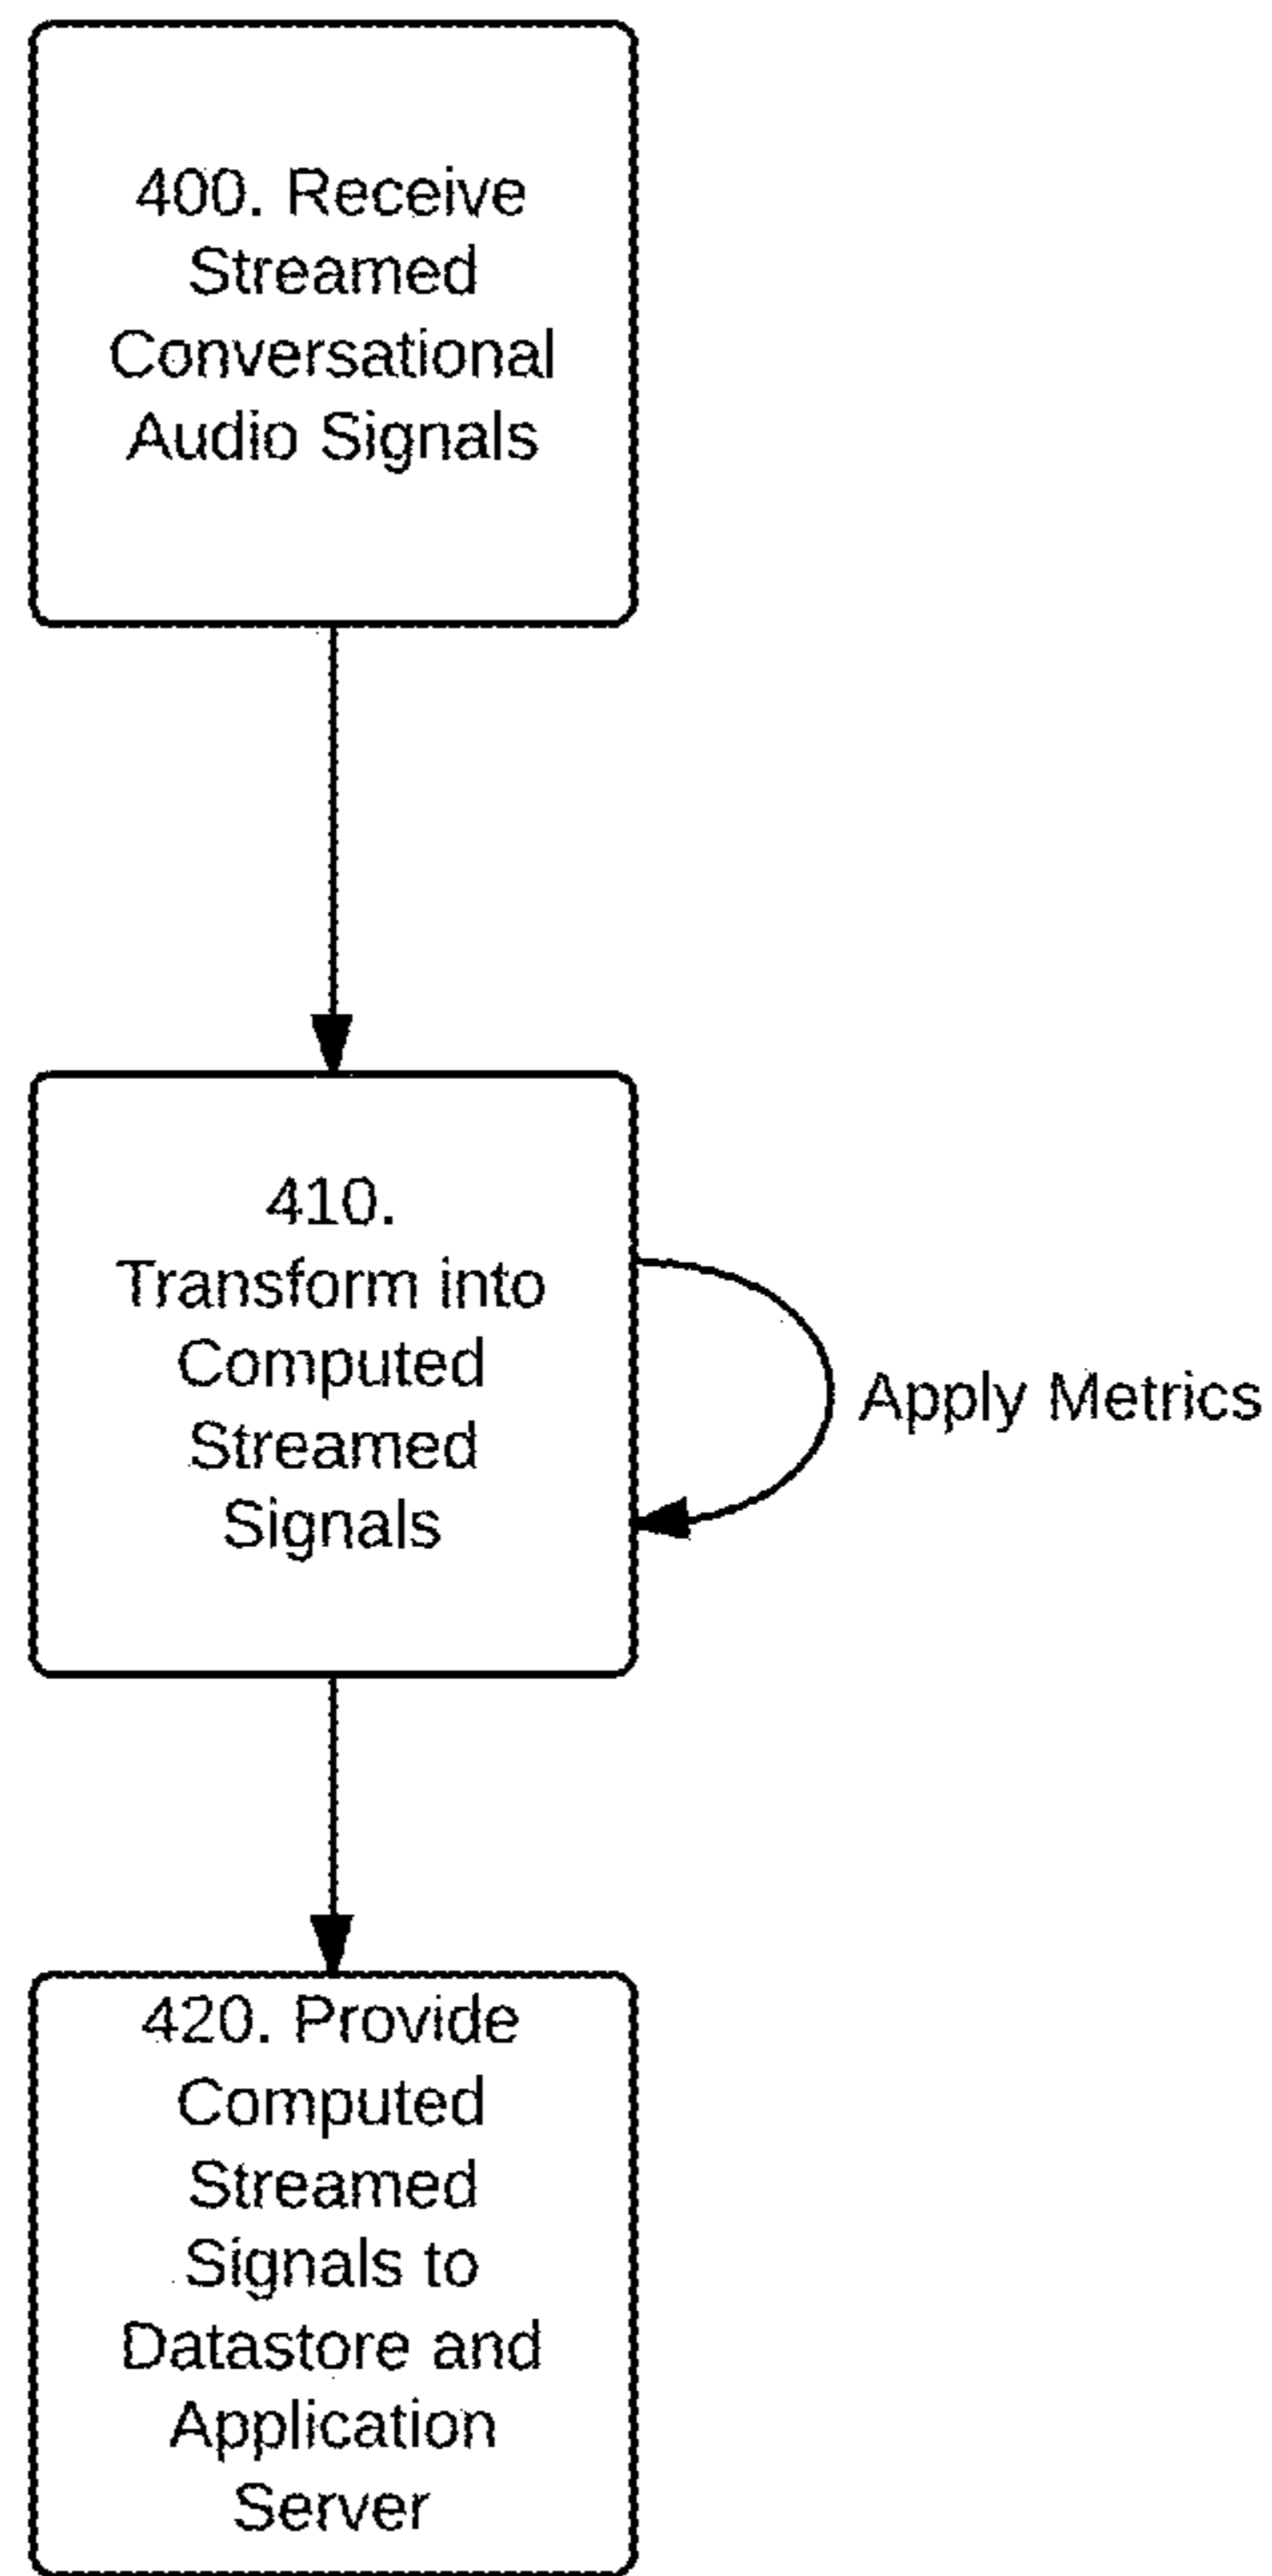 400. Receive
Streamed
Conversational
Audio Signals
410.
Transform into
Computed
Streamed
Signals
Apply Metrics
420. Provide
Computed
Streamed
Signals to
Datastore and
Application
Server